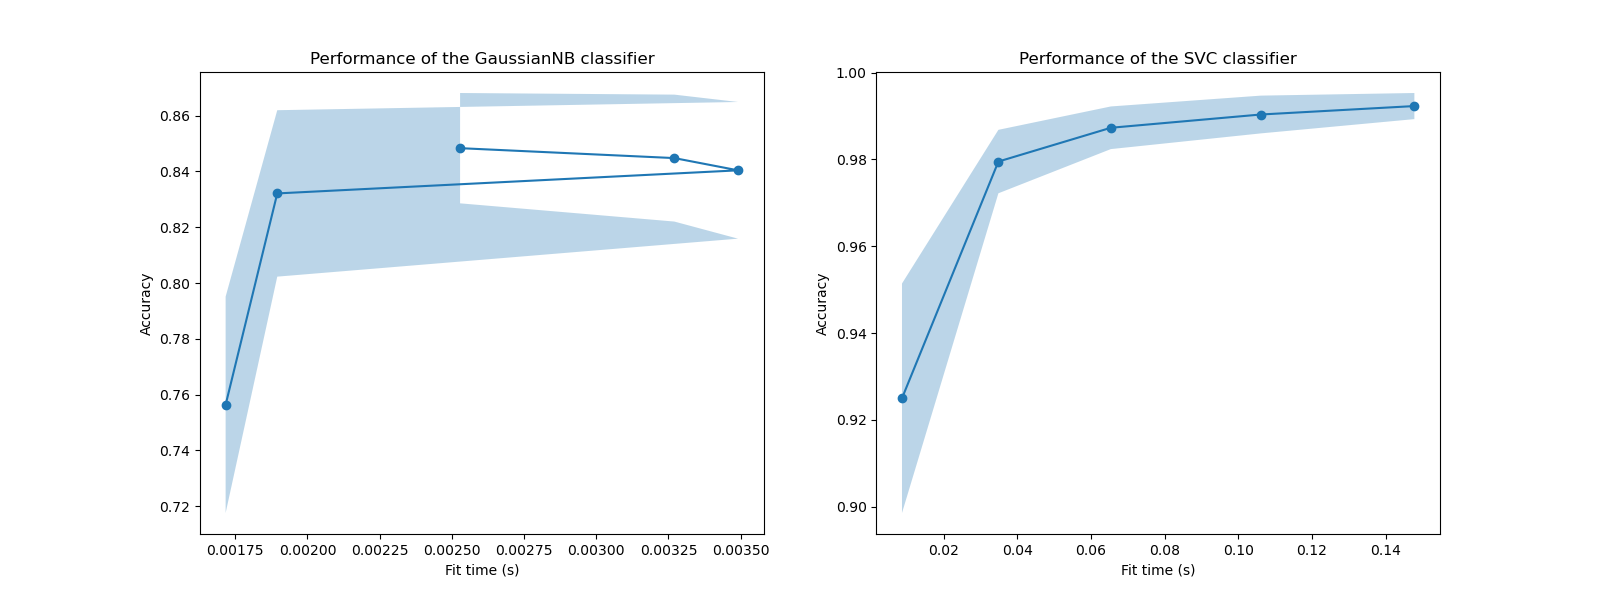 Performance of the GaussianNB classifier
0.86
0.84
0.82
0.80
0.78
0.76
0.74
0.72
Accuracy
0.00175 0.00200 0.00225 0.00250 0.00275 0.00300 0.00325 0.00350
Fit time (s)
Performance of the SVC classifier
1.00
0.98
0.96
0.94
0.92
0.90
Accuracy
0.02 0.04 0.06 0.08 0.10 0.12 0.14
Fit time (s)